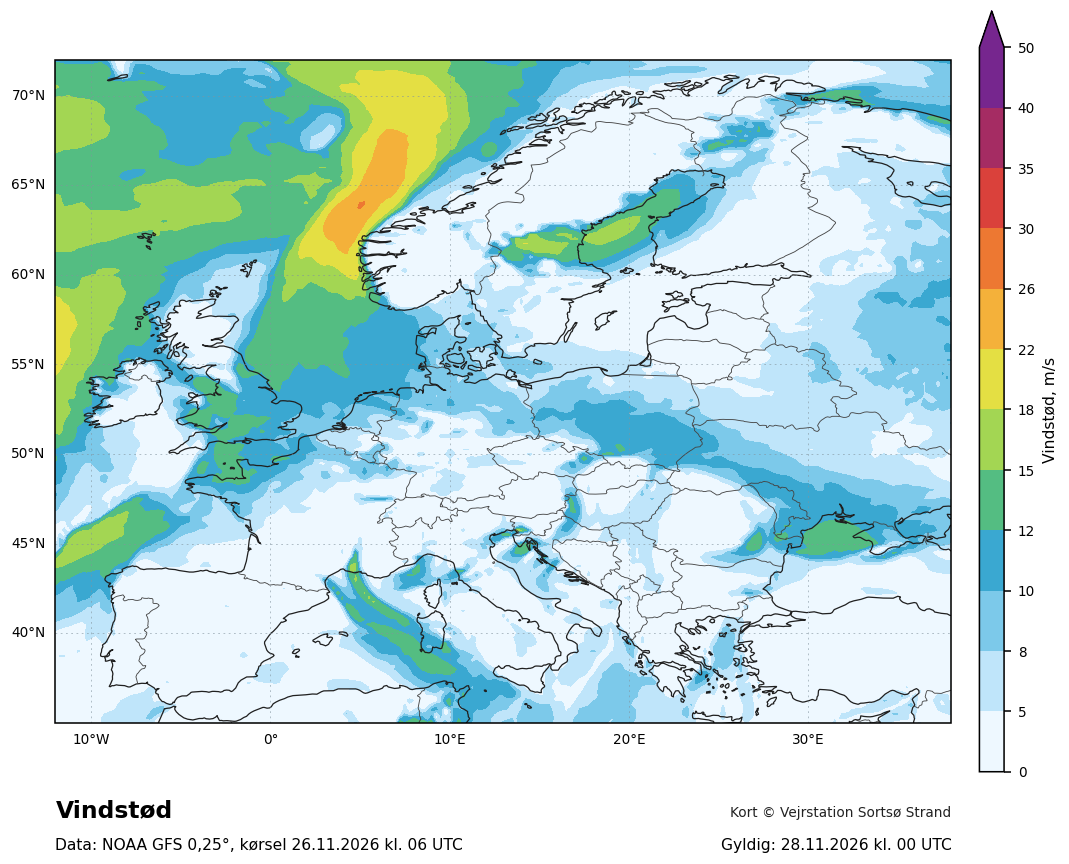 70°N
65°N
60°N
55°N
50°N
45°N
40°N
10°W
0°
10°E
20°E
30°E
50
40
35
30
26
22
18
15
12
10
8
5
0
Vindstød, m/s
Vindstød
Kort © Vejrstation Sortsø Strand
Data: NOAA GFS 0,25°, kørsel 26.11.2026 kl. 06 UTC
Gyldig: 28.11.2026 kl. 00 UTC